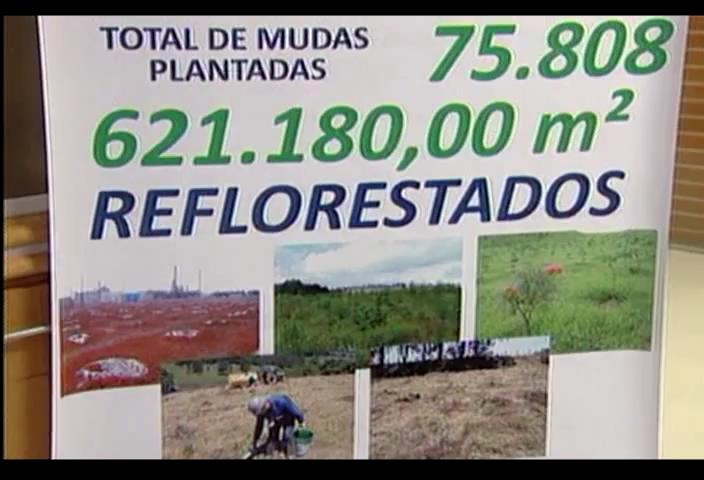 TOTAL DE MUDAS
PLANTADAS
75.808
621.180,00 m²
REFLORESTADOS